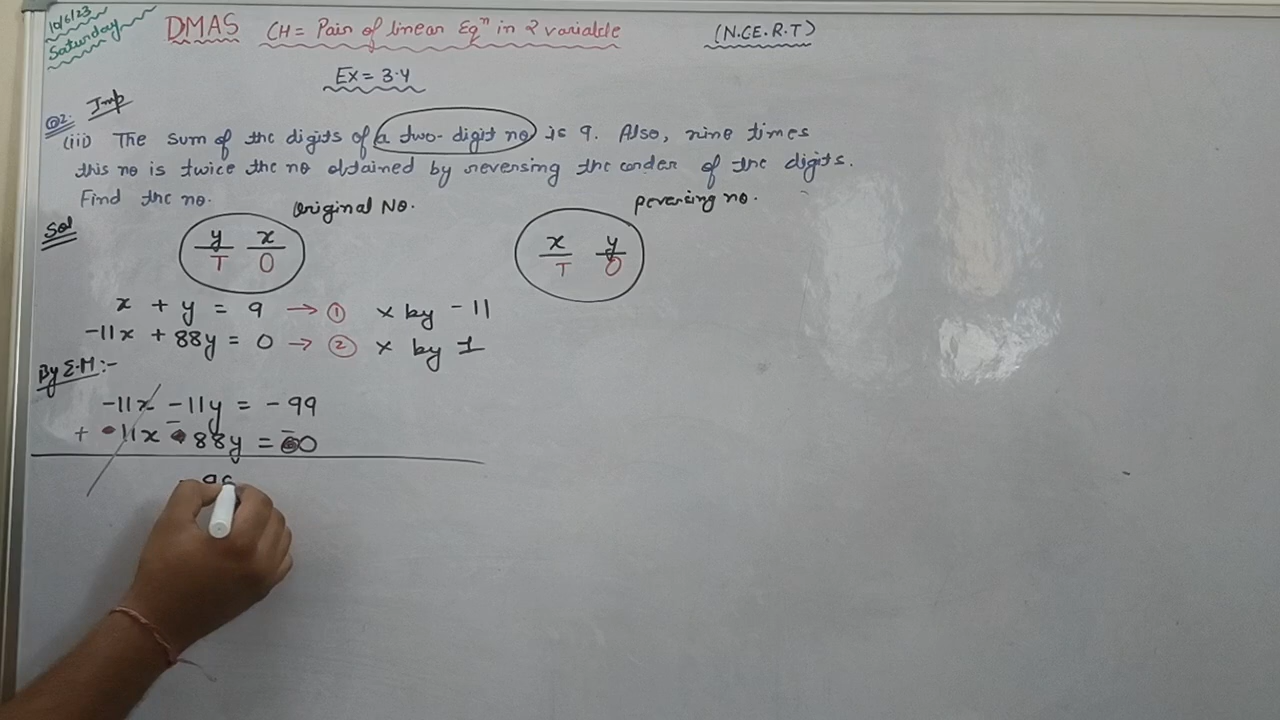 10/6/23
Saturday
DMAS CH = Pair of linear Eqⁿ in 2 variable (N.C.E.R.T)
Ex = 3.4
Q2. Imp
(iii) The sum of the digits of a two-digit no is 9. Also, nine times
this no is twice the no obtained by reversing the order of the digits.
Find the no.
Sol Original No. Reversing no.
y x x y
T O T O
x + y = 9 → ① × by -11
-11x + 88y = 0 → ② × by 1
By E.M:-
-11x - 11y = - 99
+ 11x - 88y = - 0
- 99